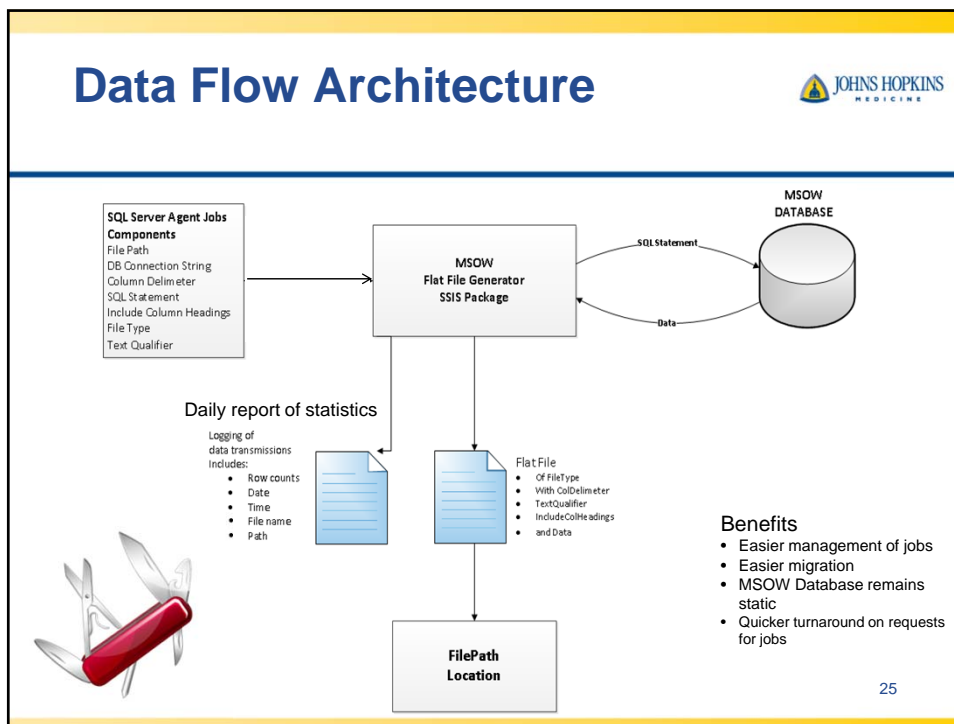 Data Flow Architecture
JOHNS HOPKINS
MEDICINE
SQL Server Agent Jobs
Components
File Path
DB Connection String
Column Delimeter
SQL Statement
Include Column Headings
File Type
Text Qualifier
MSOW
Flat File Generator
SSIS Package
SQL Statement
Data
MSOW
DATABASE
Daily report of statistics
Logging of
data transmissions
Includes:
• Row counts
• Date
• Time
• File name
• Path
Flat File
• Of FileType
• With ColDelimeter
• TextQualifier
• IncludeColHeadings
• and Data
Benefits
• Easier management of jobs
• Easier migration
• MSOW Database remains
static
• Quicker turnaround on requests
for jobs
FilePath
Location
25